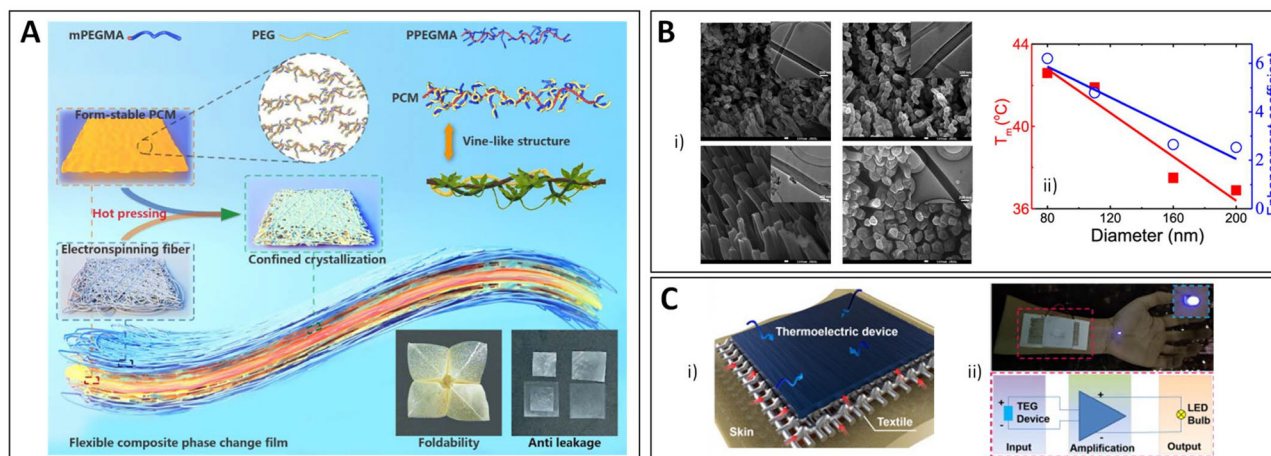 A
mPEGMA
PEG
PPEGMA
Form-stable PCM
PCM
Vine-like structure
Hot pressing
Electronspinning fiber
Confined crystallization
Flexible composite phase change film
Foldability
Anti leakage
B
i)
44
40
36
Tm (°C)
ii)
6
4
2
0
Enhancement coefficient
80
120
160
200
Diameter (nm)
C
i)
Thermoelectric device
Textile
Skin
ii)
+
TEG
Device
-
+
-
LED
Bulb
Input
Amplification
Output